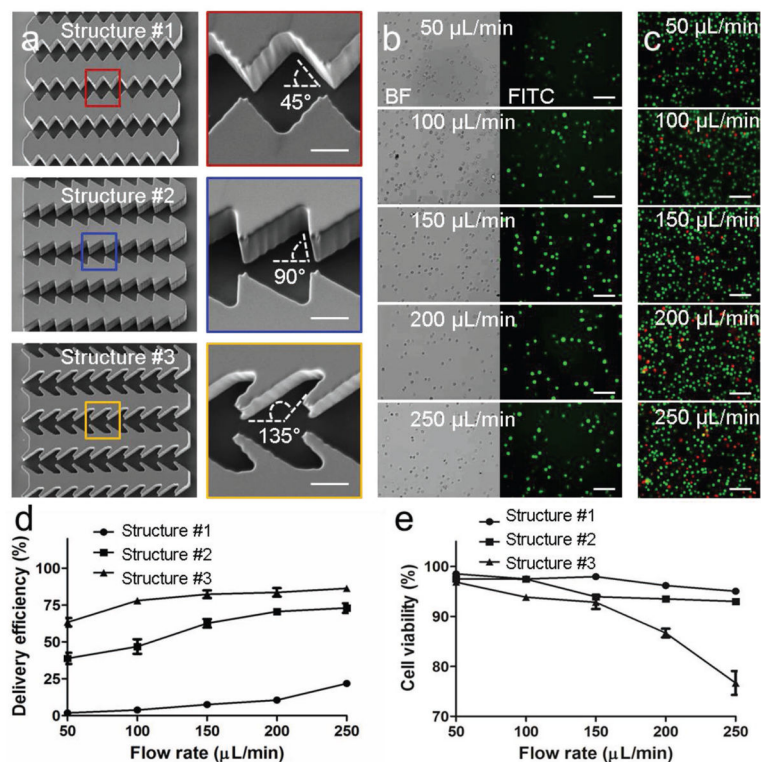 a
Structure #1
45°
Structure #2
90°
Structure #3
135°
b
50 µL/min
BF
FITC
100 µL/min
150 µL/min
200 µL/min
250 µL/min
c
50 µL/min
100 µL/min
150 µL/min
200 µL/min
250 µL/min
d
Structure #1
Structure #2
Structure #3
Delivery efficiency (%)
75
50
25
0
50 100 150 200 250
Flow rate (µL/min)
e
Structure #1
Structure #2
Structure #3
Cell viability (%)
100
90
80
70
50 100 150 200 250
Flow rate (µL/min)